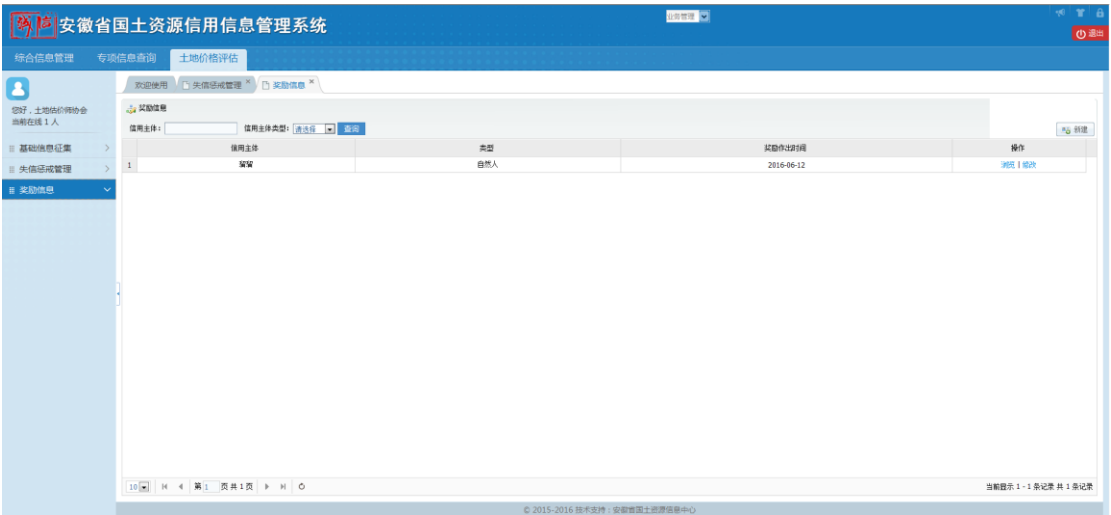 诚信 安徽省国土资源信用信息管理系统
业务管理
退出
综合信息管理 专项信息查询 土地价格评估
欢迎使用 失信惩戒管理 奖励信息
您好，土地估价师协会
当前在线 1 人
奖励信息
信用主体： 信用主体类型： 请选择 查询 新建
基础信息征集
失信惩戒管理
奖励信息
信用主体 类型 奖励作出时间 操作
1 自然人 2016-06-12 浏览 | 修改
10 第 1 页 共 1 页
当前显示 1 - 1 条记录 共 1 条记录
© 2015-2016 技术支持：安徽省国土资源信息中心